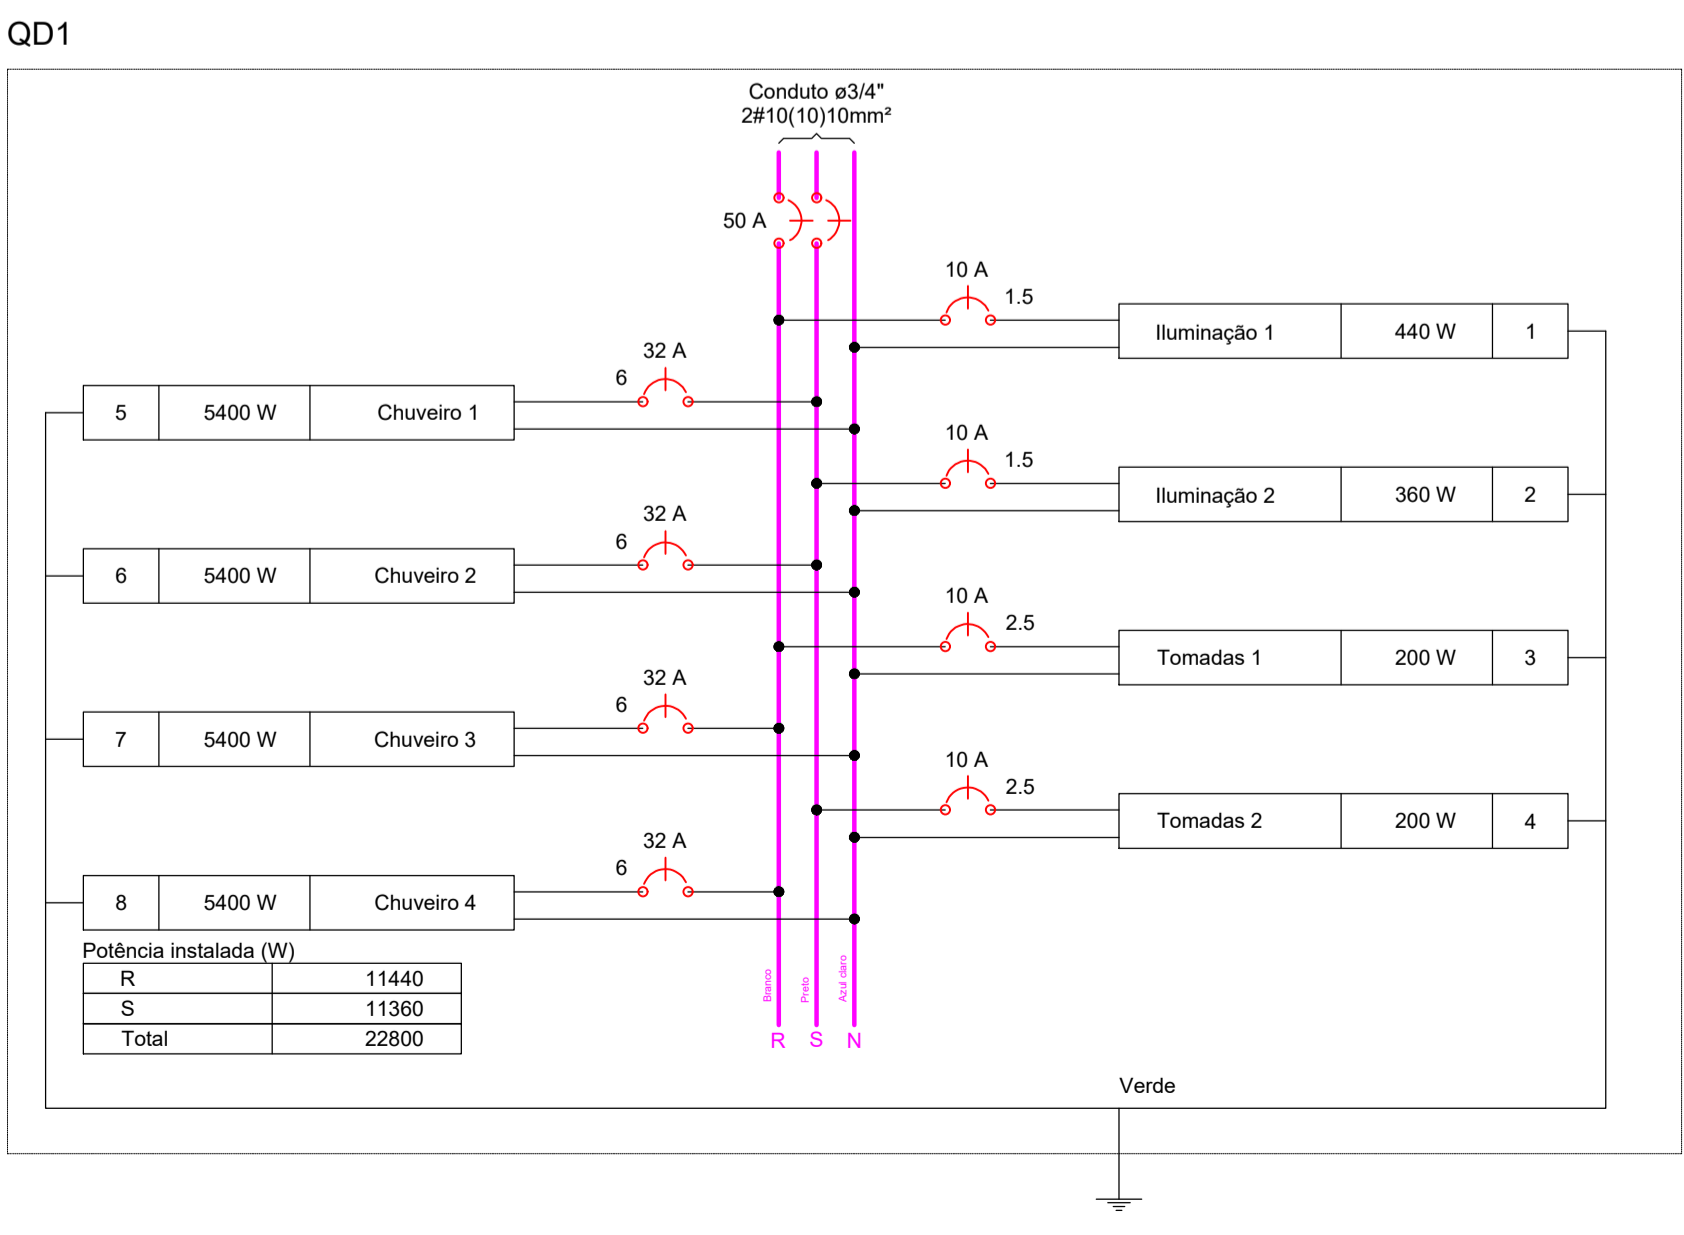 QD1
Conduto ø3/4"
2#10(10)10mm²
50 A
10 A
1.5
Iluminação 1 440 W 1
32 A
6
5 5400 W Chuveiro 1
10 A
1.5
Iluminação 2 360 W 2
32 A
6
6 5400 W Chuveiro 2
10 A
2.5
Tomadas 1 200 W 3
32 A
6
7 5400 W Chuveiro 3
10 A
2.5
Tomadas 2 200 W 4
32 A
6
8 5400 W Chuveiro 4
Potência instalada (W)
R 11440
S 11360
Total 22800
Branco
Preto
Azul claro
R S N
Verde